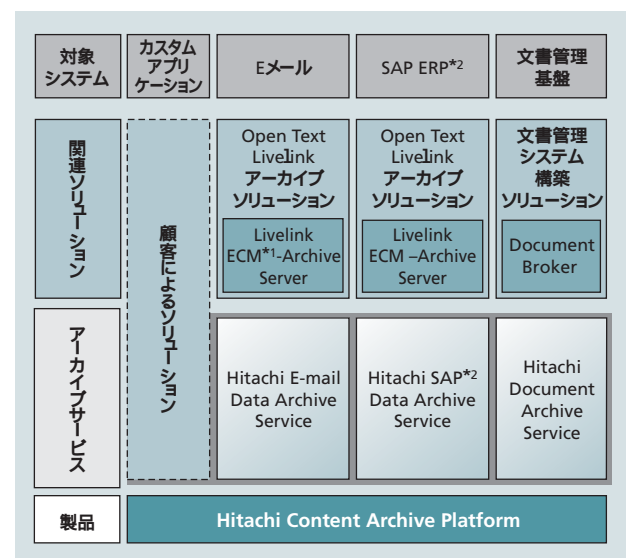 対象
システム
カスタム
アプリ
ケーション
Eメール
SAP ERP*2
文書管理
基盤
関連ソリューション
顧客によるソリューション
Open Text
Livelink
アーカイブ
ソリューション
Livelink
ECM*1-Archive
Server
Open Text
Livelink
アーカイブ
ソリューション
Livelink
ECM –Archive
Server
文書管理
システム
構築
ソリューション
Document
Broker
アーカイブサービス
Hitachi E-mail
Data Archive
Service
Hitachi SAP*2
Data Archive
Service
Hitachi
Document
Archive
Service
製品
Hitachi Content Archive Platform